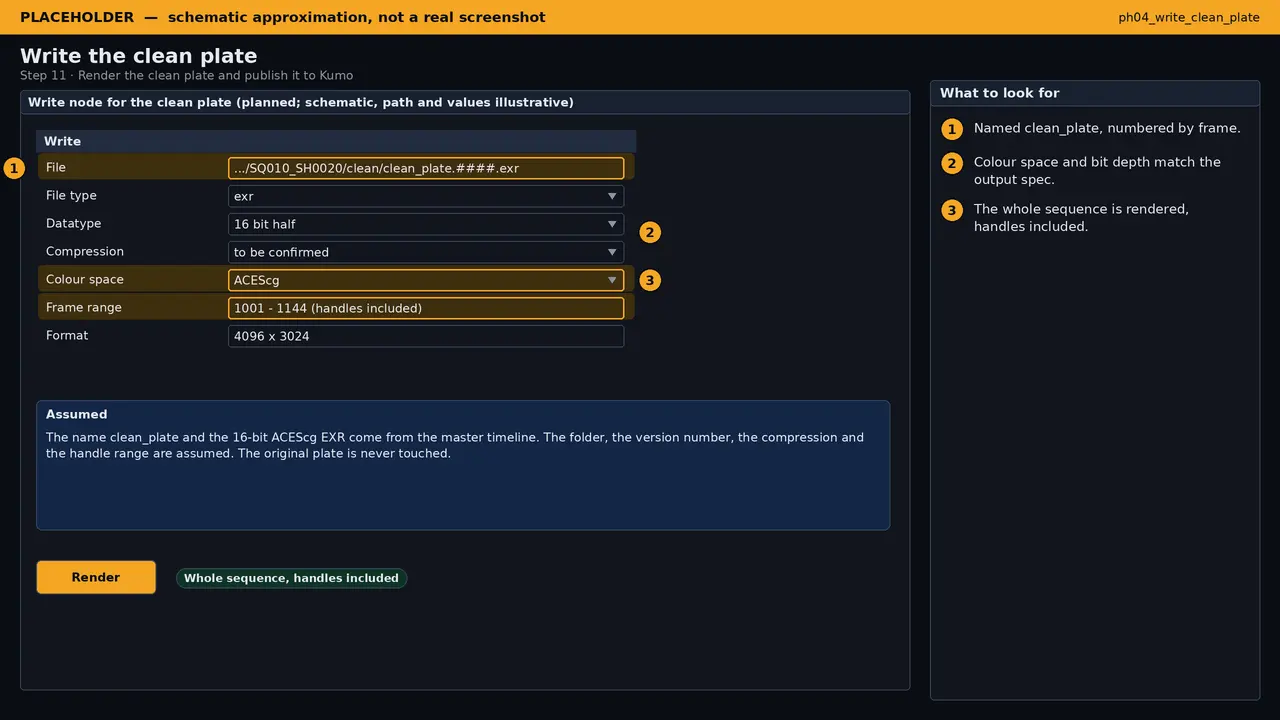 PLACEHOLDER — schematic approximation, not a real screenshot
ph04_write_clean_plate
Write the clean plate
Step 11 · Render the clean plate and publish it to Kumo
Write node for the clean plate (planned; schematic, path and values illustrative)
Write
1
File
.../SQ010_SH0020/clean/clean_plate.####.exr
File type
exr
Datatype
16 bit half
2
Compression
to be confirmed
Colour space
ACEScg
3
Frame range
1001 - 1144 (handles included)
Format
4096 x 3024
Assumed
The name clean_plate and the 16-bit ACEScg EXR come from the master timeline. The folder, the version number, the compression and
the handle range are assumed. The original plate is never touched.
Render
Whole sequence, handles included
What to look for
1 Named clean_plate, numbered by frame.
2 Colour space and bit depth match the
output spec.
3 The whole sequence is rendered,
handles included.